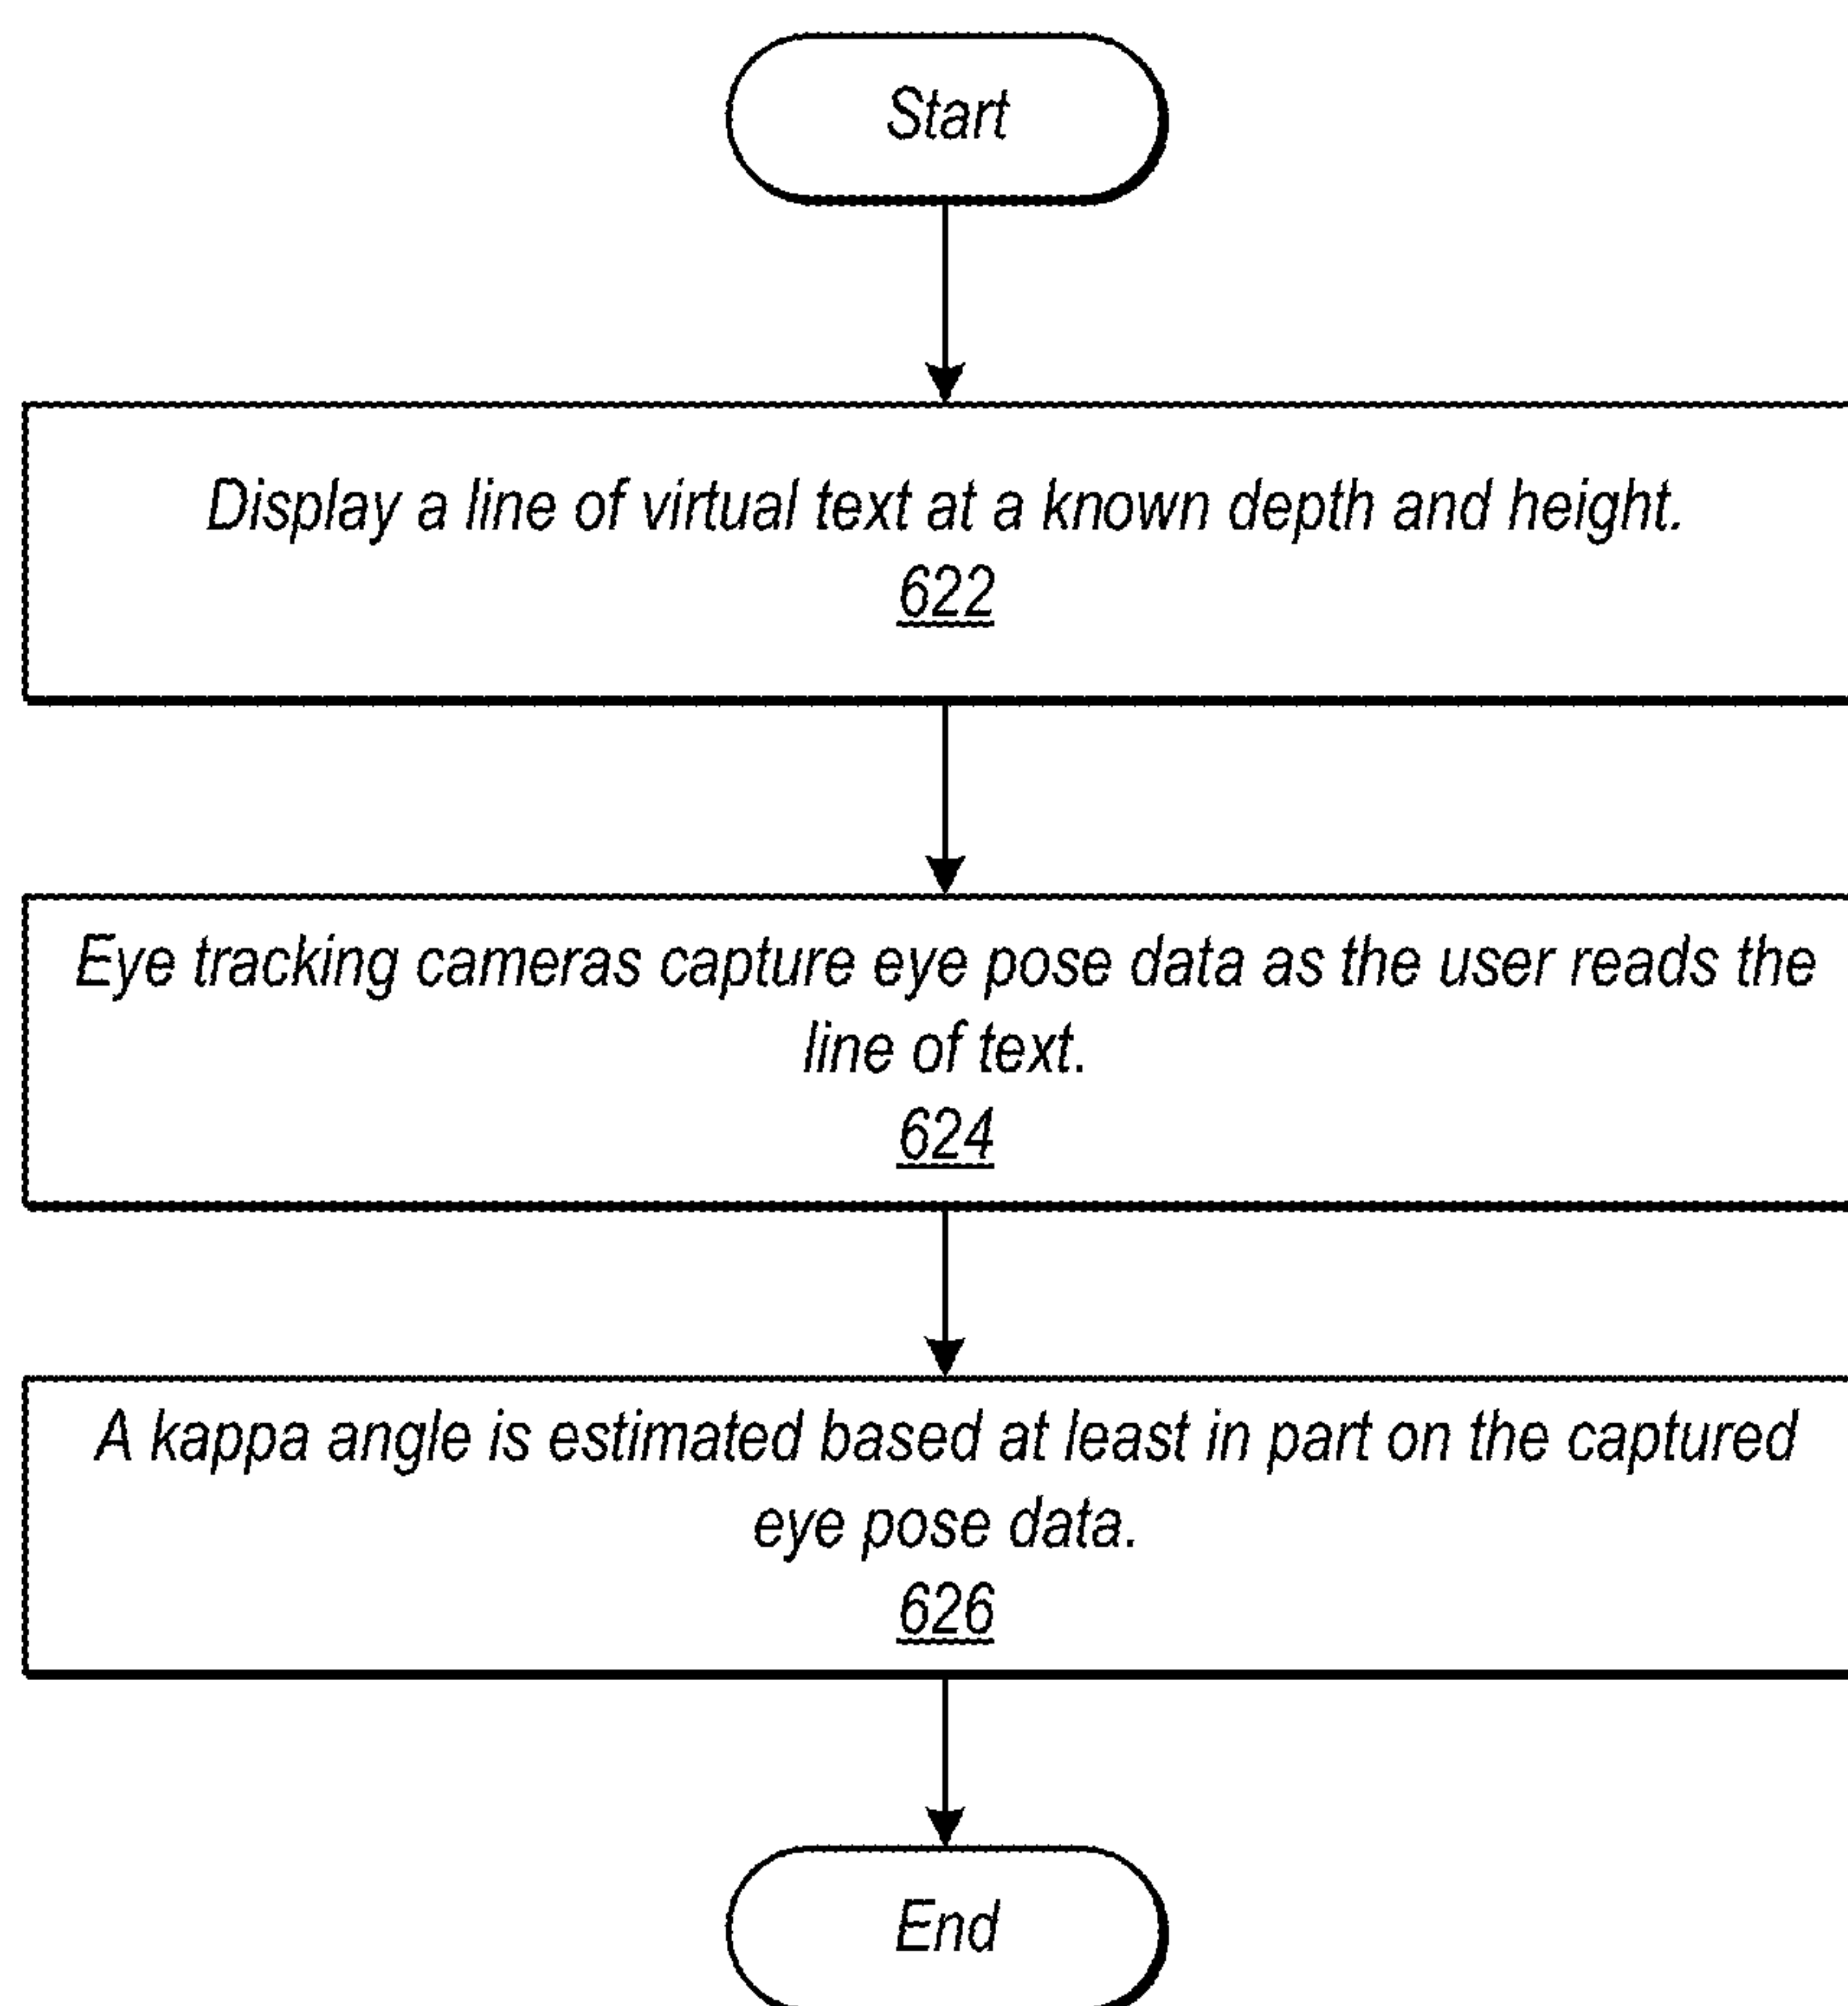 Start
Display a line of virtual text at a known depth and height.
622
Eye tracking cameras capture eye pose data as the user reads the
line of text.
624
A kappa angle is estimated based at least in part on the captured
eye pose data.
626
End